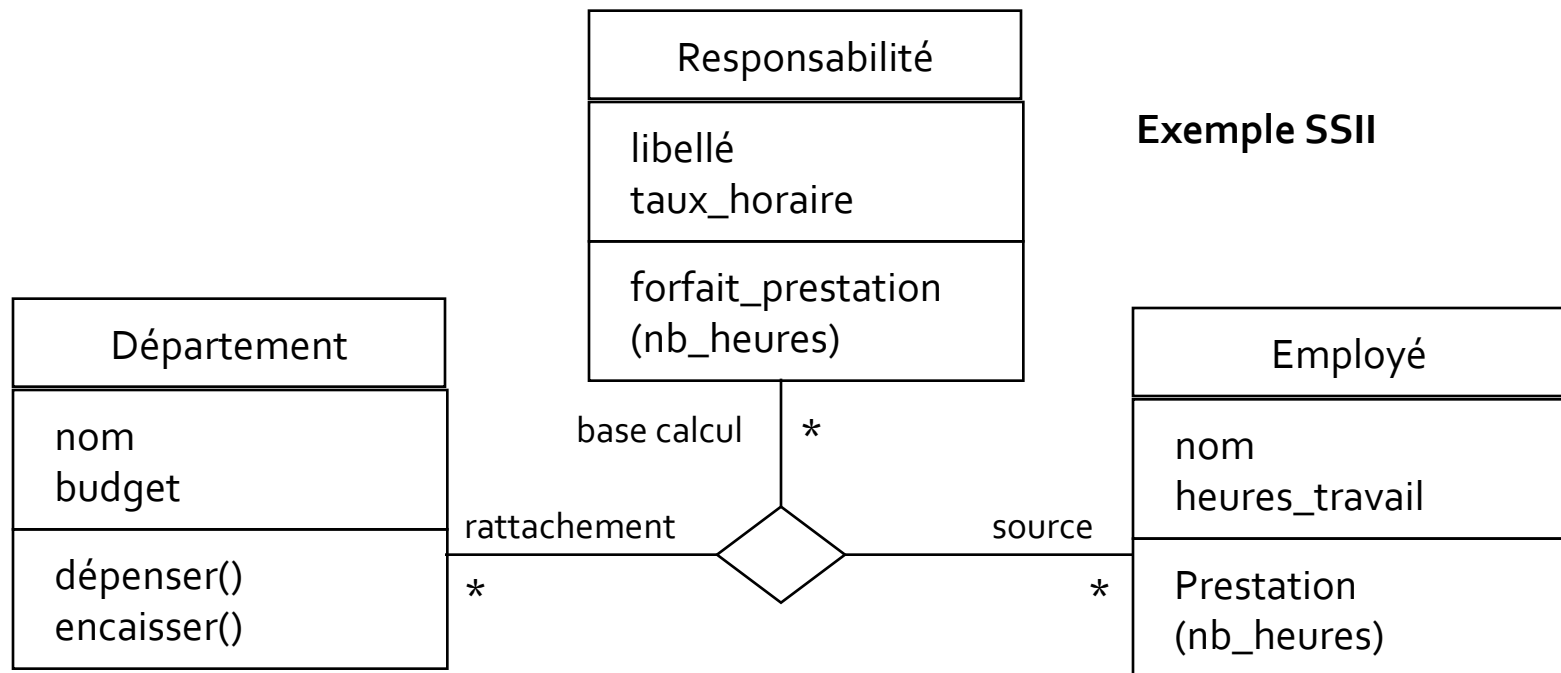 Responsabilité
libellé
taux_horaire
forfait_prestation
(nb_heures)
Exemple SSII
Département
nom
budget
dépenser()
encaisser()
base calcul
*
rattachement
*
source
*
Employé
nom
heures_travail
Prestation
(nb_heures)